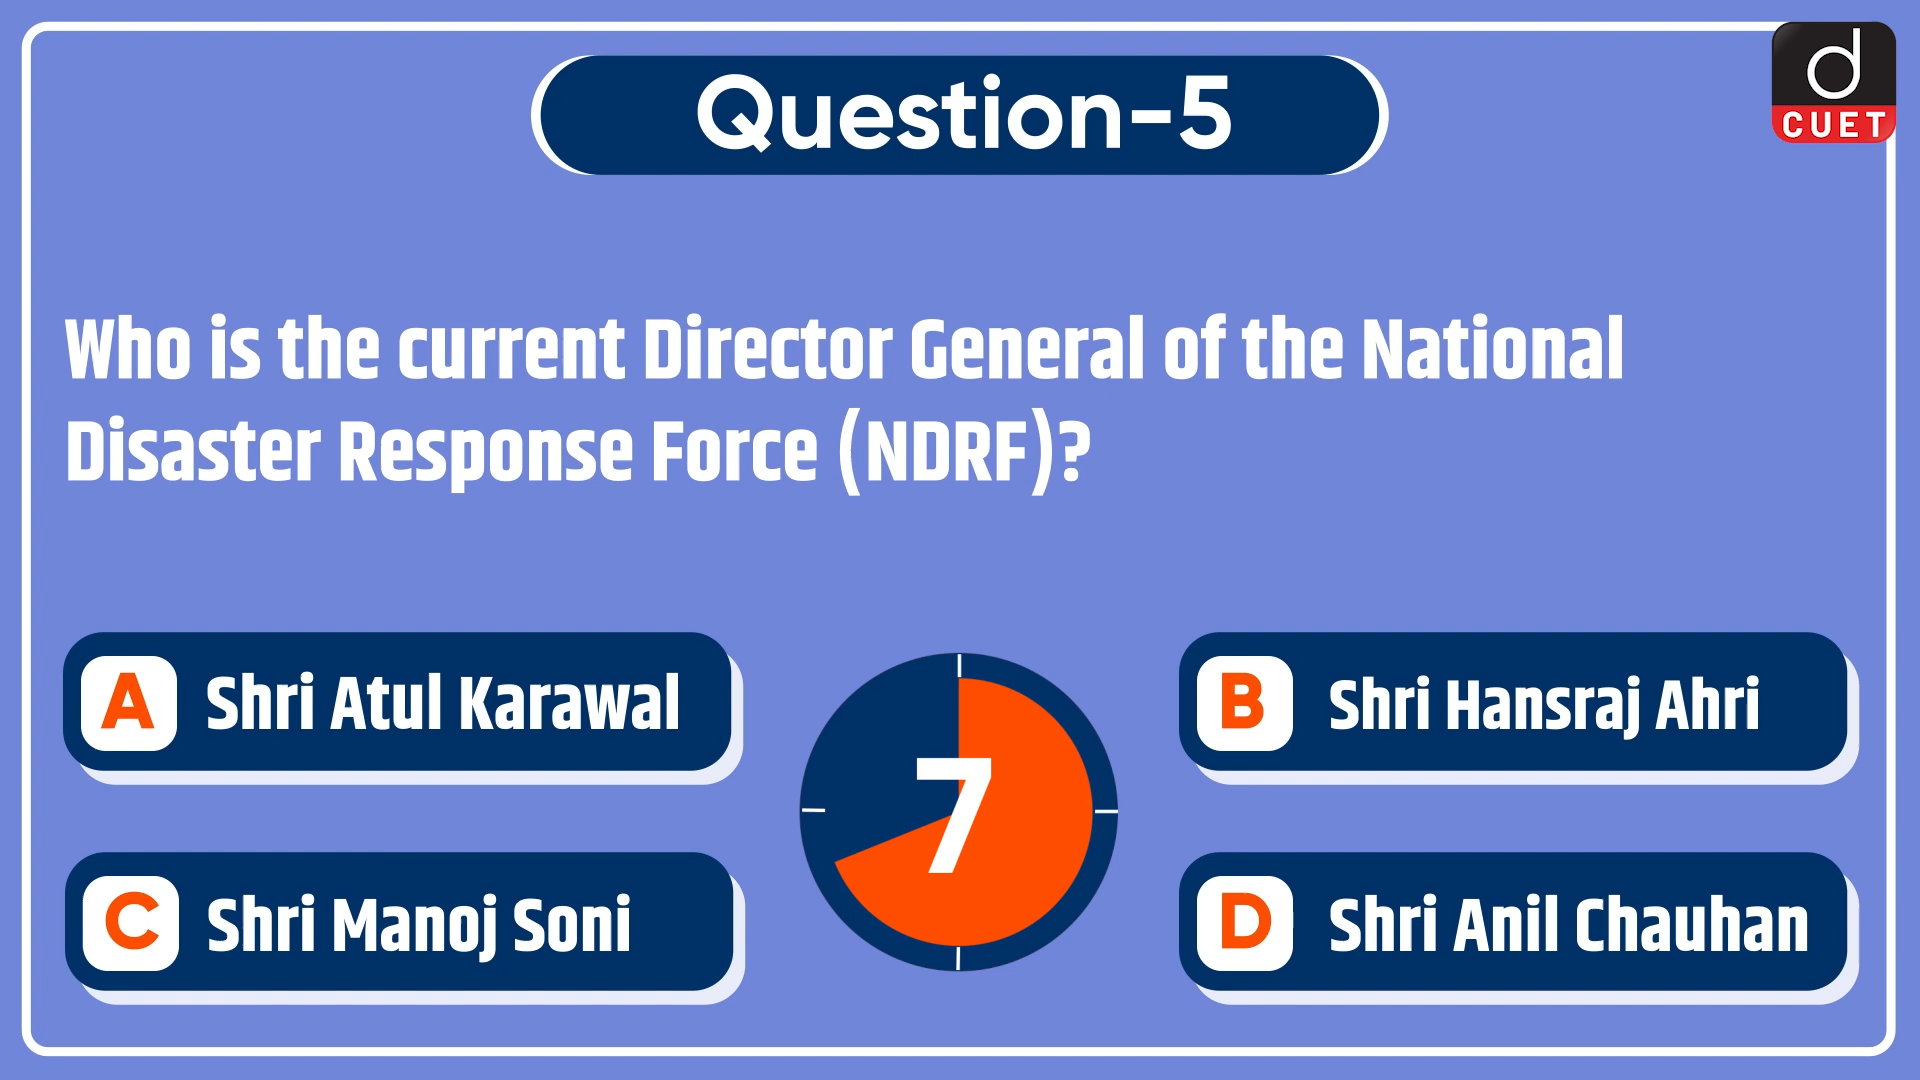 Question-5
d
CUET
Who is the current Director General of the National
Disaster Response Force (NDRF)?
A Shri Atul Karawal
B Shri Hansraj Ahri
7
C Shri Manoj Soni
D Shri Anil Chauhan